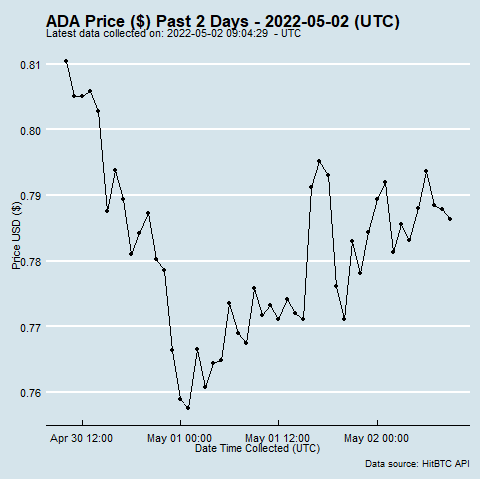 ADA Price ($) Past 2 Days - 2022-05-02 (UTC)
Latest data collected on: 2022-05-02 09:04:29 - UTC
0.81
0.80
0.79
0.78
0.77
0.76
Price USD ($)
Apr 30 12:00 May 01 00:00 May 01 12:00 May 02 00:00
Date Time Collected (UTC)
Data source: HitBTC API